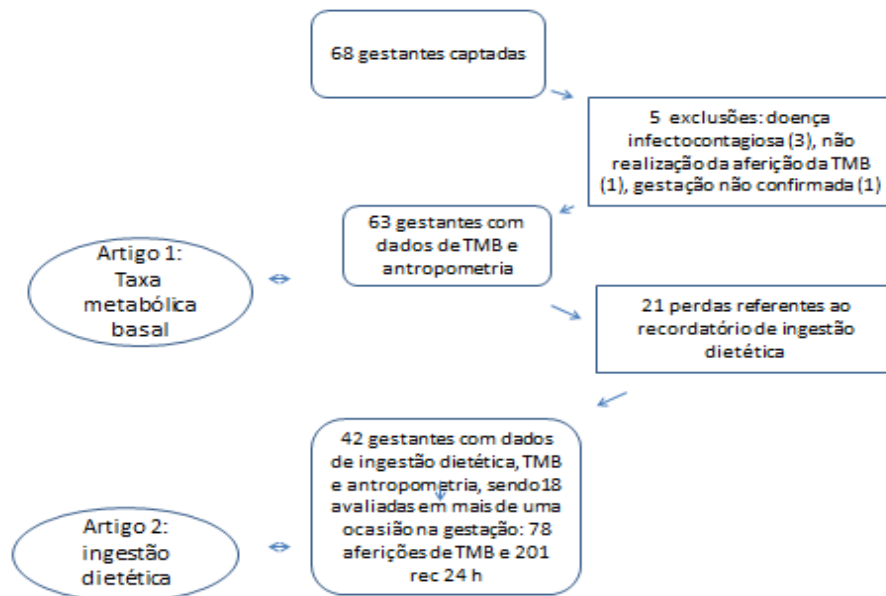 68 gestantes captadas
5 exclusões: doença
infectocontagiosa (3), não
realização da aferição da TMB
(1), gestação não confirmada (1)
63 gestantes com
dados de TMB e
antropometria
Artigo 1:
Taxa
metabólica
basal
21 perdas referentes ao
recordatório de ingestão
dietética
42 gestantes com dados
de ingestão dietética, TMB
e antropometria, sendo18
avaliadas em mais de uma
ocasião na gestação: 78
aferições de TMB e 201
rec 24 h
Artigo 2:
ingestão
dietética